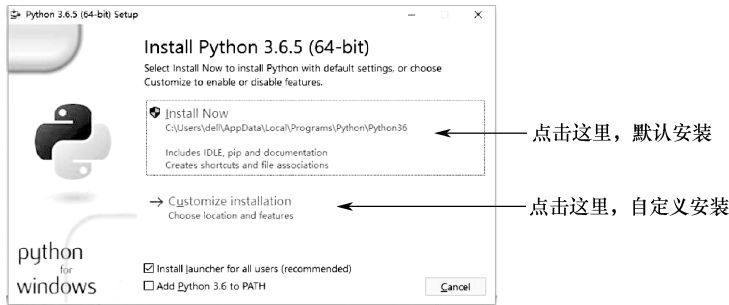 Python 3.6.5 (64-bit) Setup
Install Python 3.6.5 (64-bit)
Select Install Now to install Python with default settings, or choose
Customize to enable or disable features.
Install Now
C:\Users\dell\AppData\Local\Programs\Python\Python36
点击这里，默认安装
Includes IDLE, pip and documentation
Creates shortcuts and file associations
Customize installation
Choose location and features
点击这里，自定义安装
python
for
windows
Install launcher for all users (recommended)
Add Python 3.6 to PATH
Cancel